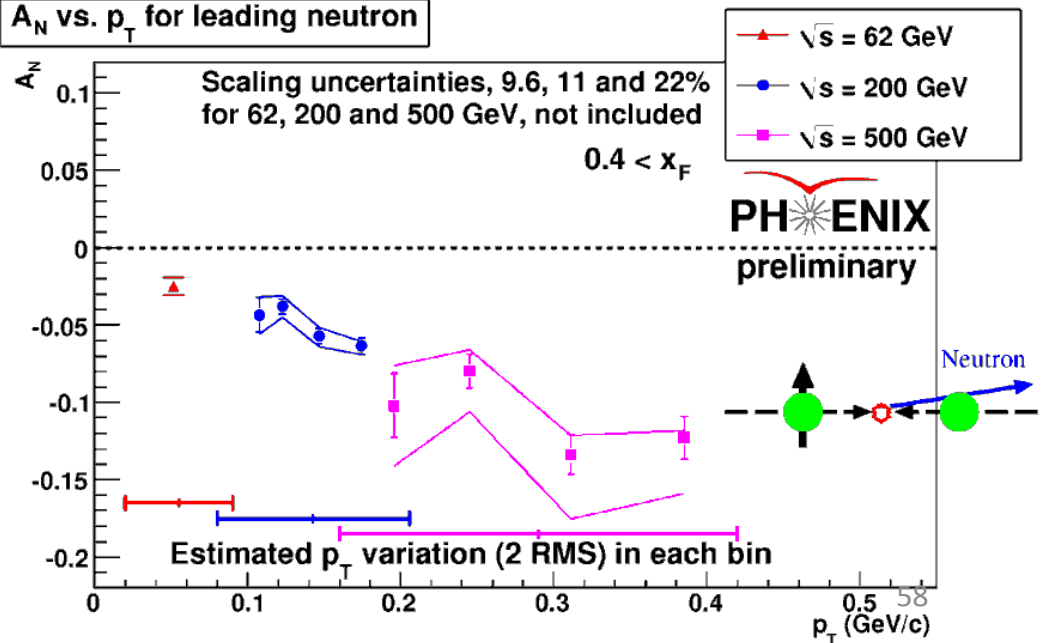 A_N vs. p_T for leading neutron
√s = 62 GeV
√s = 200 GeV
√s = 500 GeV
Scaling uncertainties, 9.6, 11 and 22%
for 62, 200 and 500 GeV, not included
0.4 < x_F
PHENIX
preliminary
Neutron
A_N
0.1
0.05
0
-0.05
-0.1
-0.15
-0.2
Estimated p_T variation (2 RMS) in each bin
0 0.1 0.2 0.3 0.4 0.5
58
p_T (GeV/c)